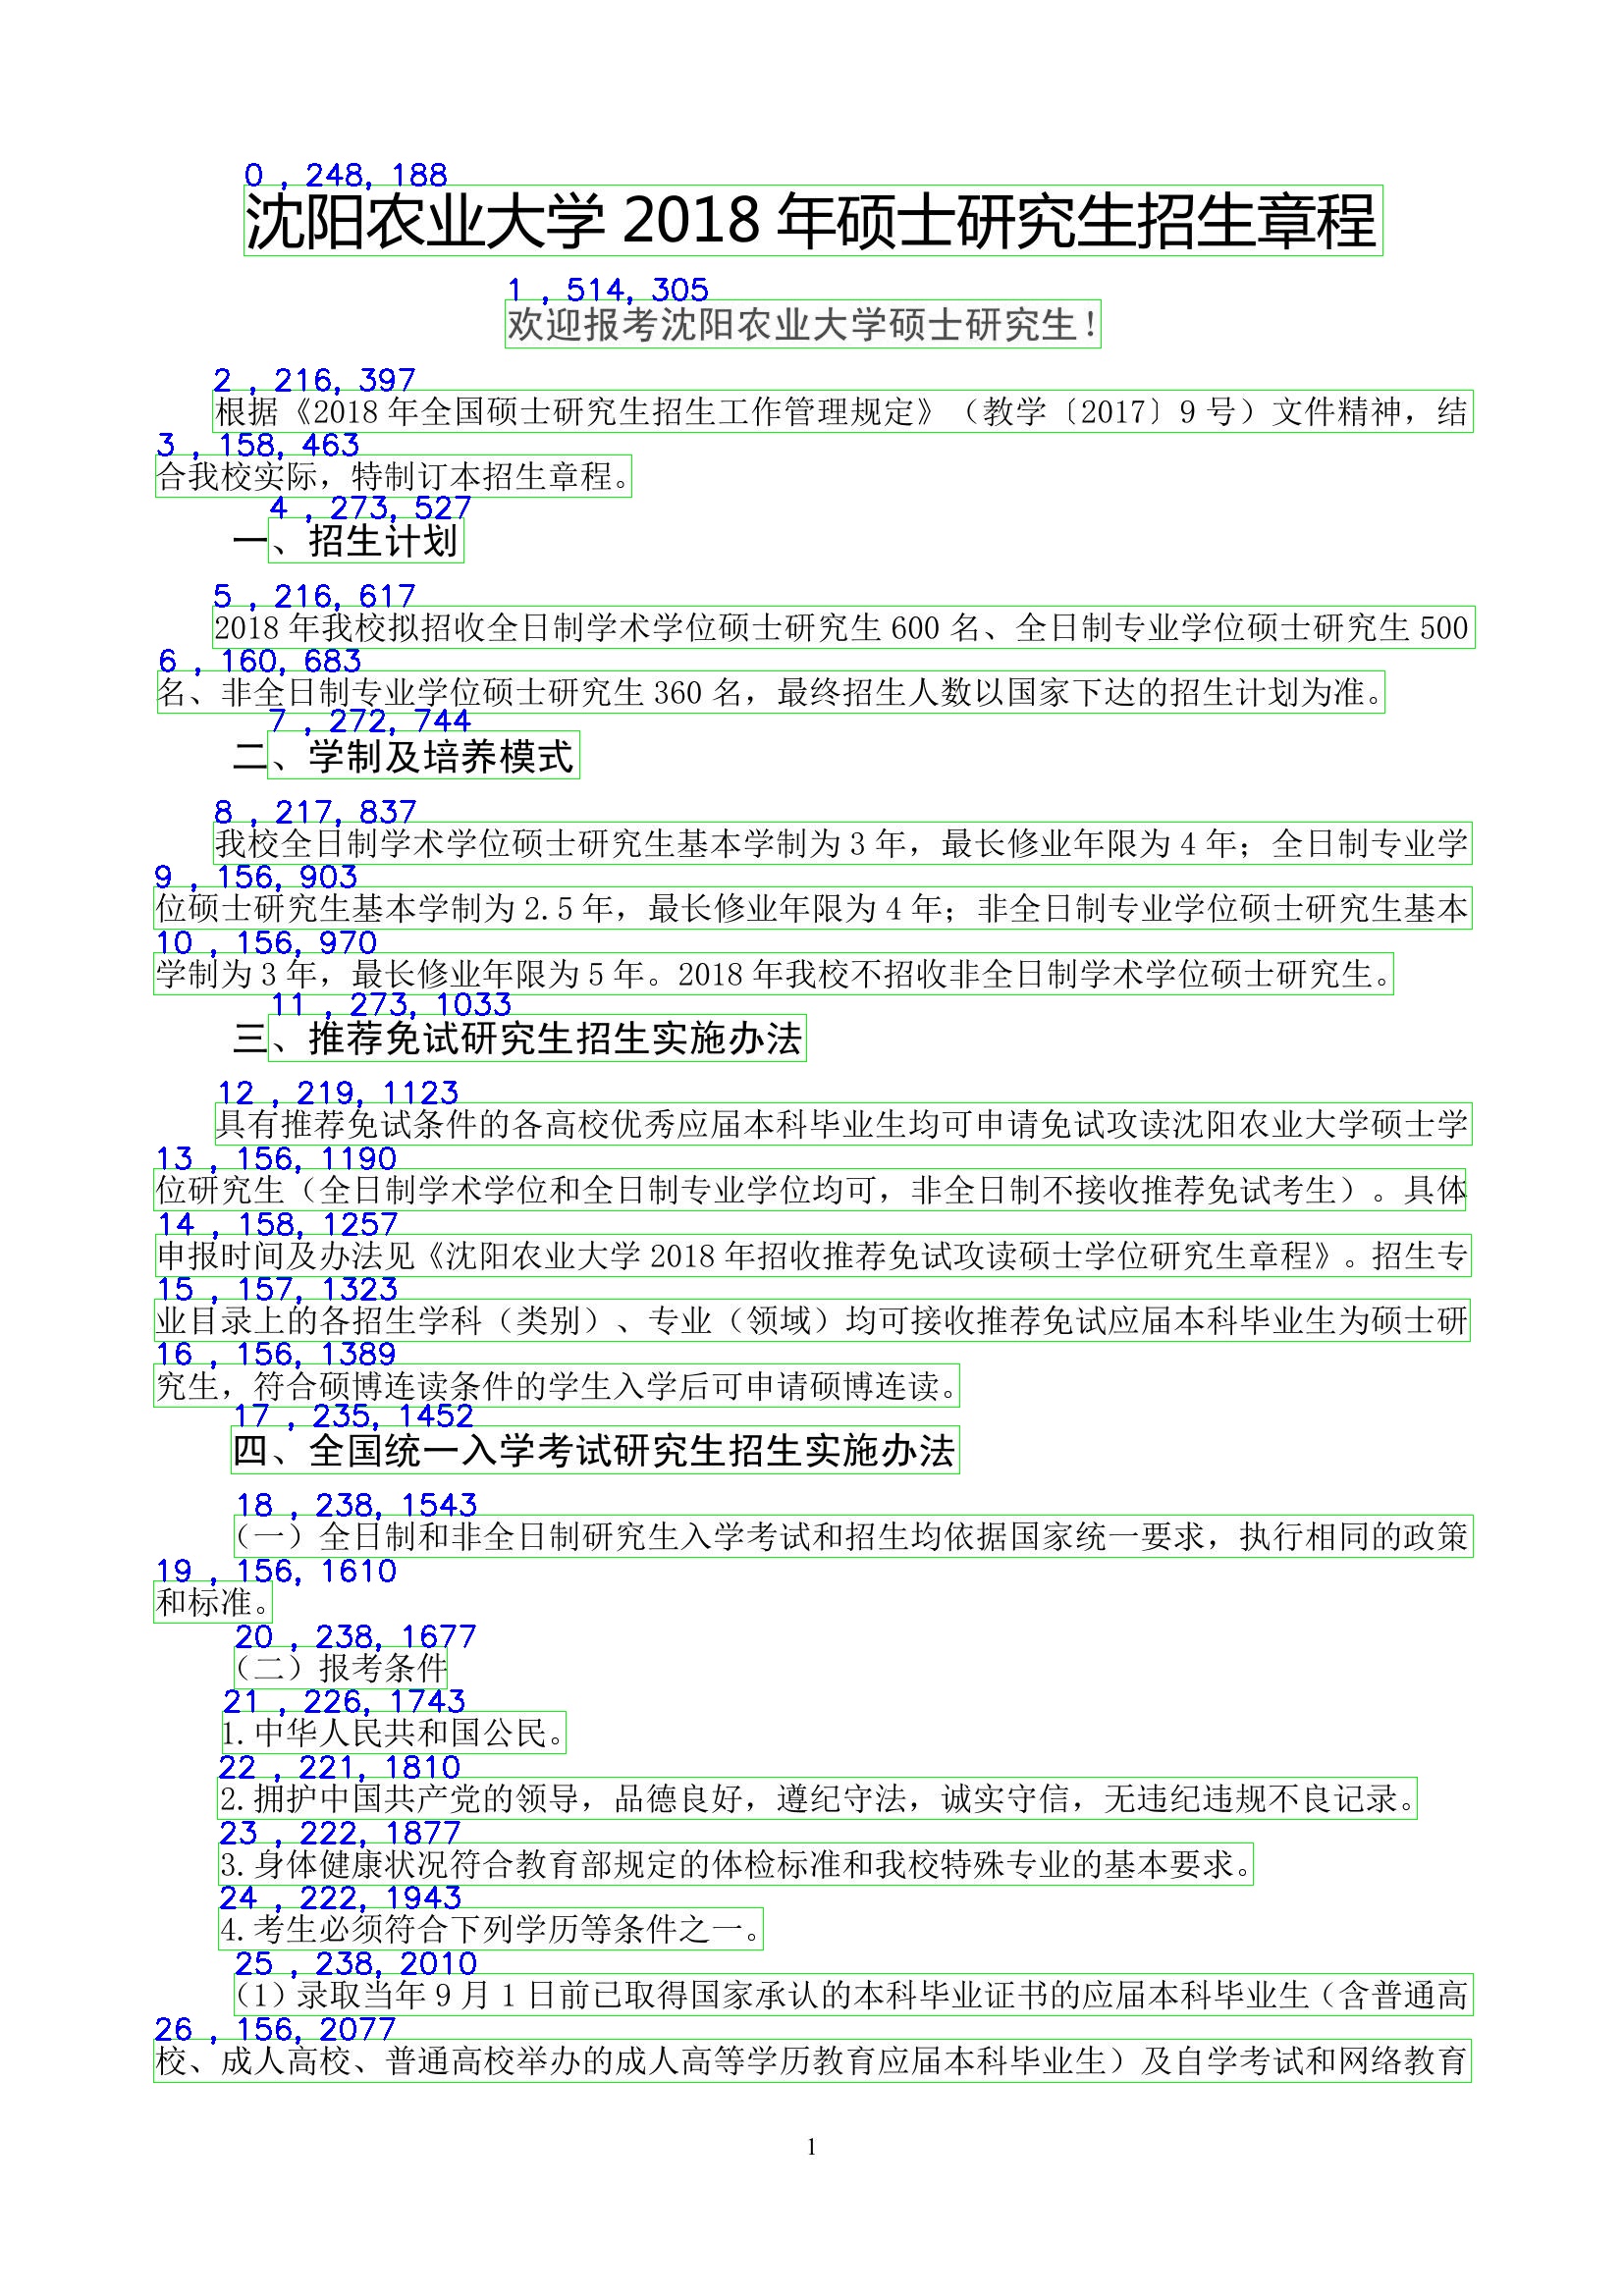 0 , 248, 188
沈阳农业大学 2018 年硕士研究生招生章程
1 , 514, 305
欢迎报考沈阳农业大学硕士研究生！
2 , 216, 397
根据《2018 年全国硕士研究生招生工作管理规定》（教学〔2017〕9 号）文件精神，结
3 , 158, 463
合我校实际，特制订本招生章程。
4 , 273, 527
一、招生计划
5 , 216, 617
2018 年我校拟招收全日制学术学位硕士研究生 600 名、全日制专业学位硕士研究生 500
6 , 160, 683
名、非全日制专业学位硕士研究生 360 名，最终招生人数以国家下达的招生计划为准。
7 , 272, 744
二、学制及培养模式
8 , 217, 837
我校全日制学术学位硕士研究生基本学制为 3 年，最长修业年限为 4 年；全日制专业学
9 , 156, 903
位硕士研究生基本学制为 2.5 年，最长修业年限为 4 年；非全日制专业学位硕士研究生基本
10 , 156, 970
学制为 3 年，最长修业年限为 5 年。2018 年我校不招收非全日制学术学位硕士研究生。
11 , 273, 1033
三、推荐免试研究生招生实施办法
12 , 219, 1123
具有推荐免试条件的各高校优秀应届本科毕业生均可申请免试攻读沈阳农业大学硕士学
13 , 156, 1190
位研究生（全日制学术学位和全日制专业学位均可，非全日制不接收推荐免试考生）。具体
14 , 158, 1257
申报时间及办法见《沈阳农业大学 2018 年招收推荐免试攻读硕士学位研究生章程》。招生专
15 , 157, 1323
业目录上的各招生学科（类别）、专业（领域）均可接收推荐免试应届本科毕业生为硕士研
16 , 156, 1389
究生，符合硕博连读条件的学生入学后可申请硕博连读。
17 , 235, 1452
四、全国统一入学考试研究生招生实施办法
18 , 238, 1543
（一）全日制和非全日制研究生入学考试和招生均依据国家统一要求，执行相同的政策
19 , 156, 1610
和标准。
20 , 238, 1677
（二）报考条件
21 , 226, 1743
1.中华人民共和国公民。
22 , 221, 1810
2.拥护中国共产党的领导，品德良好，遵纪守法，诚实守信，无违纪违规不良记录。
23 , 222, 1877
3.身体健康状况符合教育部规定的体检标准和我校特殊专业的基本要求。
24 , 222, 1943
4.考生必须符合下列学历等条件之一。
25 , 238, 2010
（1）录取当年 9 月 1 日前已取得国家承认的本科毕业证书的应届本科毕业生（含普通高
26 , 156, 2077
校、成人高校、普通高校举办的成人高等学历教育应届本科毕业生）及自学考试和网络教育
1